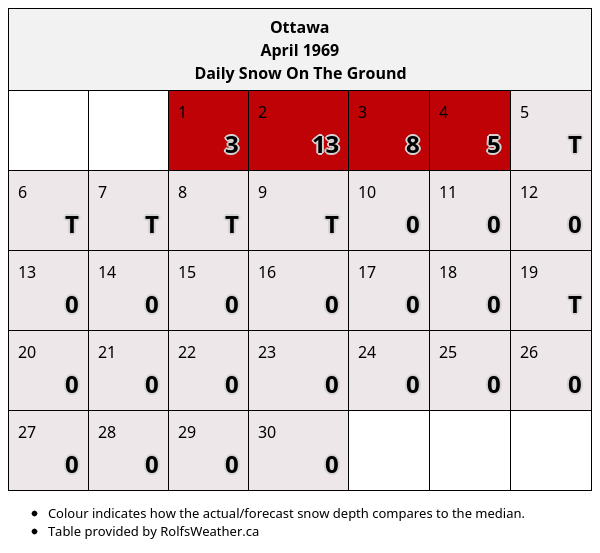 Ottawa
April 1969
Daily Snow On The Ground
1 2 3 4 5
3 13 8 5 T
6 7 8 9 10 11 12
T T T T 0 0 0
13 14 15 16 17 18 19
0 0 0 0 0 0 T
20 21 22 23 24 25 26
0 0 0 0 0 0 0
27 28 29 30
0 0 0 0
• Colour indicates how the actual/forecast snow depth compares to the median.
• Table provided by RolfsWeather.ca